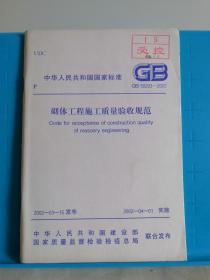 UDC
受控
中华人民共和国国家标准
GB
P
GB 50203-2002
砌体工程施工质量验收规范
Code for acceptance of construction quality
of masonry engineering
2002-03-15 发布
2002-04-01 实施
中华人民共和国建设部
国家质量监督检验检疫总局
联合发布